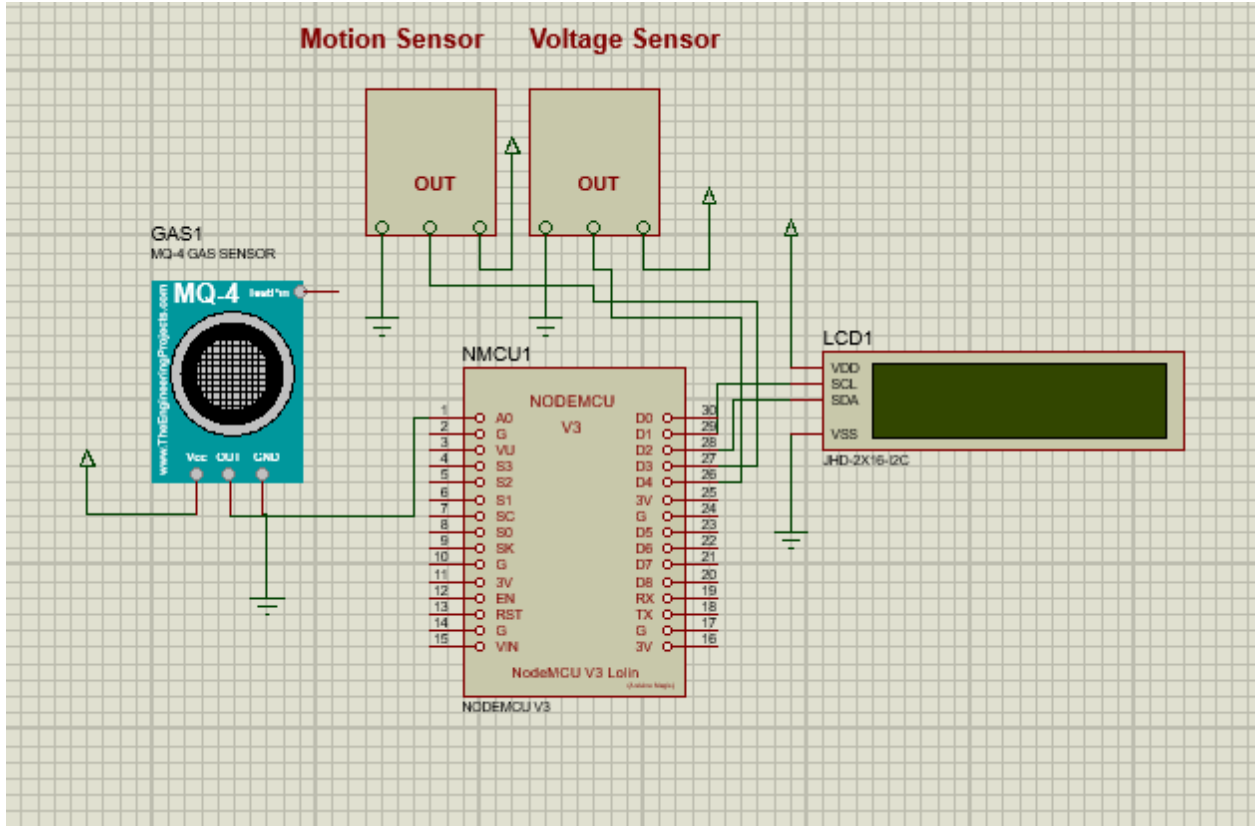 Motion Sensor
Voltage Sensor
OUT
OUT
GAS1
MQ-4 GAS SENSOR
MQ-4
www.TheEngineeringProjects.com
Vcc OUT GND
NMCU1
NODEMCU
V3
1 A0
2 G
3 VU
4 S3
5 S2
6 S1
7 SC
8 S0
9 SK
10 G
11 3V
12 EN
13 RST
14 G
15 VIN
D0 30
D1 29
D2 28
D3 27
D4 26
3V 25
G 24
D5 23
D6 22
D7 21
D8 20
RX 19
TX 18
G 17
3V 16
NodeMCU V3 Lolin
NODEMCU V3
LCD1
VDD
SCL
SDA
VSS
JHD-2X16-I2C